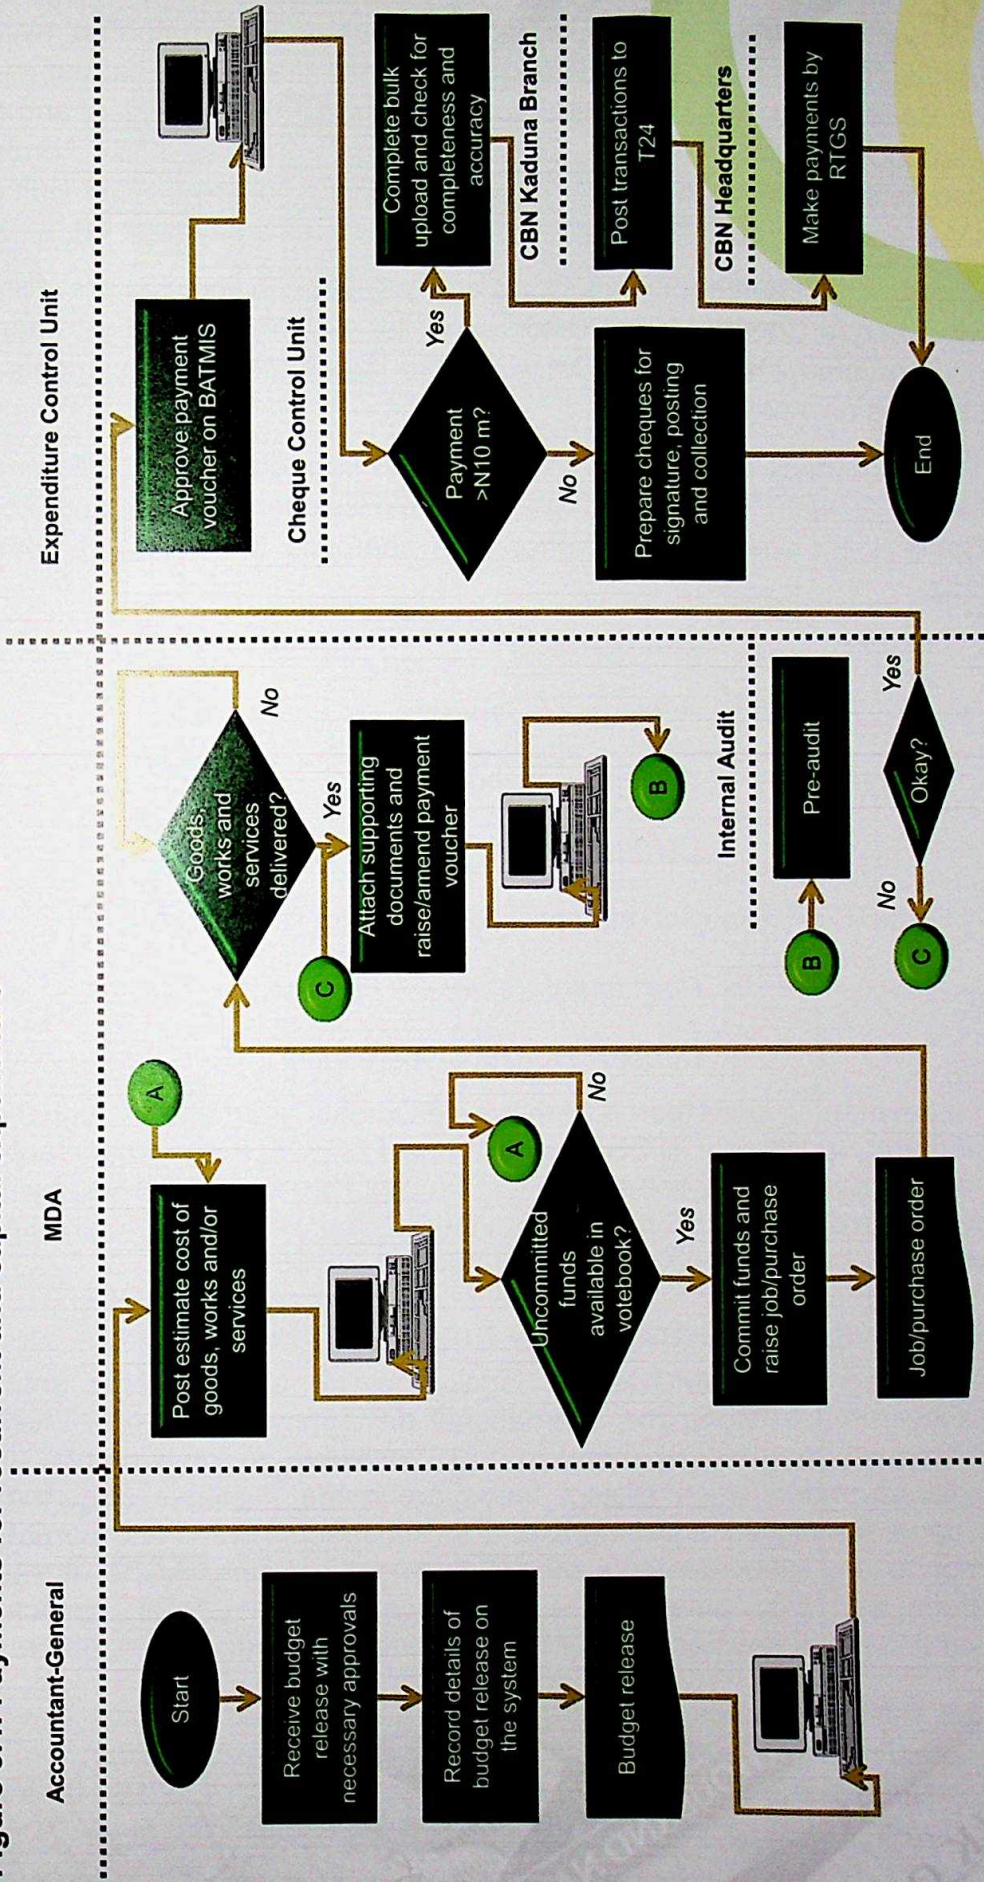 Accountant-General
Start
Receive budget
release with
necessary approvals
Record details of
budget release on
the system
Budget release
MDA
A
Post estimate cost of
goods, works and/or
services
A
Uncommitted
funds
available in
votebook?
No
Yes
Commit funds and
raise job/purchase
order
Job/purchase order
Goods,
works and
services
delivered?
No
Yes
C
Attach supporting
documents and
raise/amend payment
voucher
B
Internal Audit
B
Pre-audit
Okay?
No
Yes
C
Expenditure Control Unit
Approve payment
voucher on BATMIS
Cheque Control Unit
Payment
>N10 m?
Yes
No
Prepare cheques for
signature, posting
and collection
Complete bulk
upload and check for
completeness and
accuracy
CBN Kaduna Branch
Post transactions to
T24
CBN Headquarters
Make payments by
RTGS
End